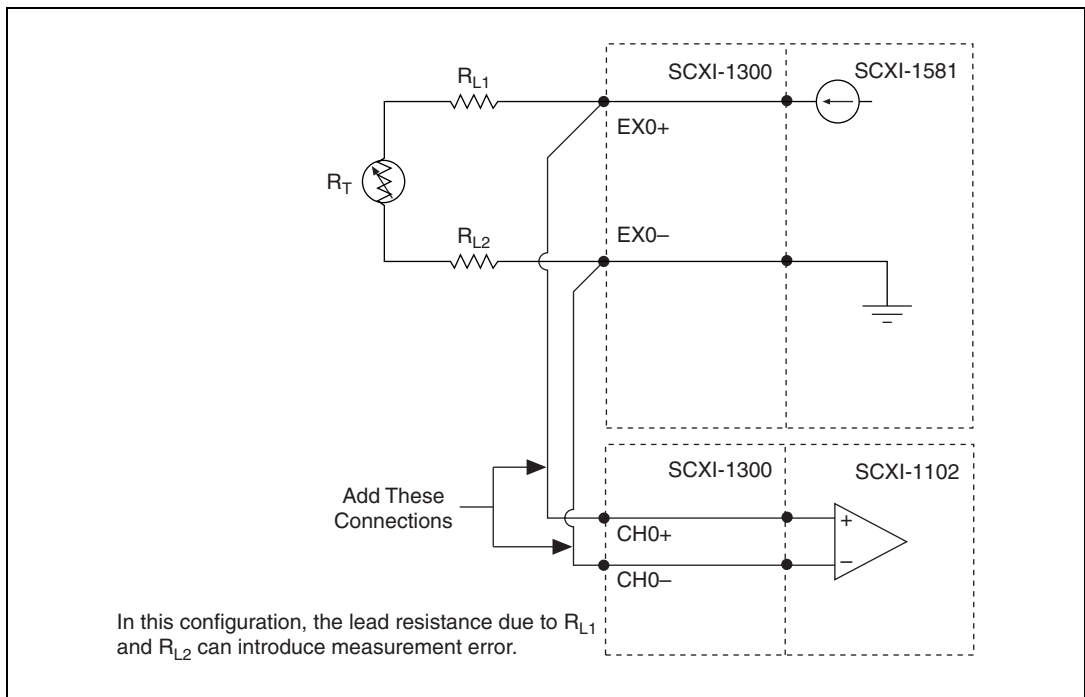 SCXI-1300
SCXI-1581
R_L1
EX0+
R_T
EX0–
R_L2
SCXI-1300
SCXI-1102
Add These
Connections
+
CH0+
–
CH0–
In this configuration, the lead resistance due to R_L1
and R_L2 can introduce measurement error.